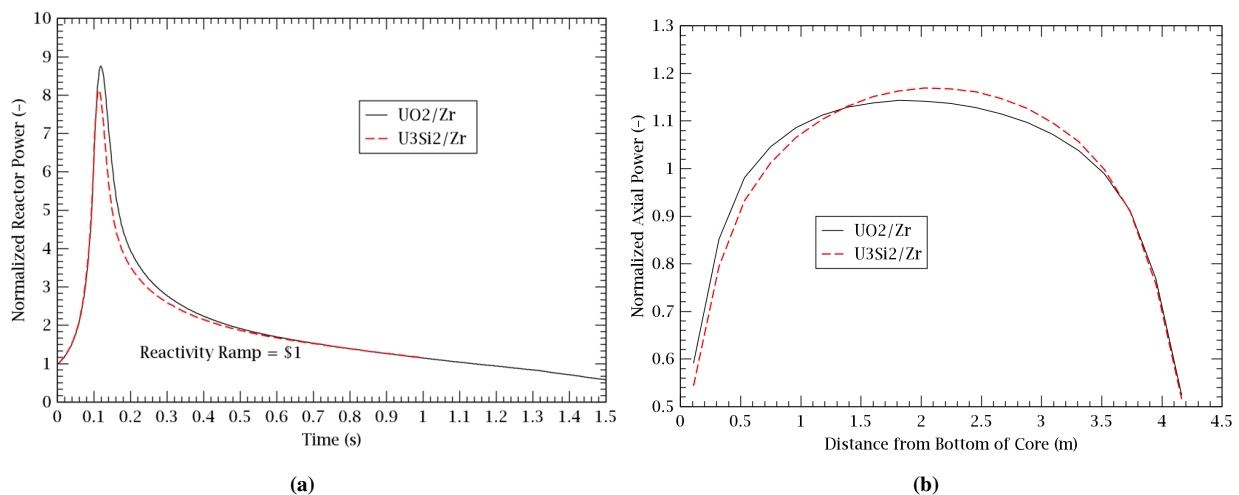 10
9
8
7
6
5
4
3
2
1
0
Normalized Reactor Power (–)
UO2/Zr
U3Si2/Zr
Reactivity Ramp = $1
0 0.1 0.2 0.3 0.4 0.5 0.6 0.7 0.8 0.9 1 1.1 1.2 1.3 1.4 1.5
Time (s)
(a)
1.3
1.2
1.1
1
0.9
0.8
0.7
0.6
0.5
Normalized Axial Power (–)
UO2/Zr
U3Si2/Zr
0 0.5 1 1.5 2 2.5 3 3.5 4 4.5
Distance from Bottom of Core (m)
(b)